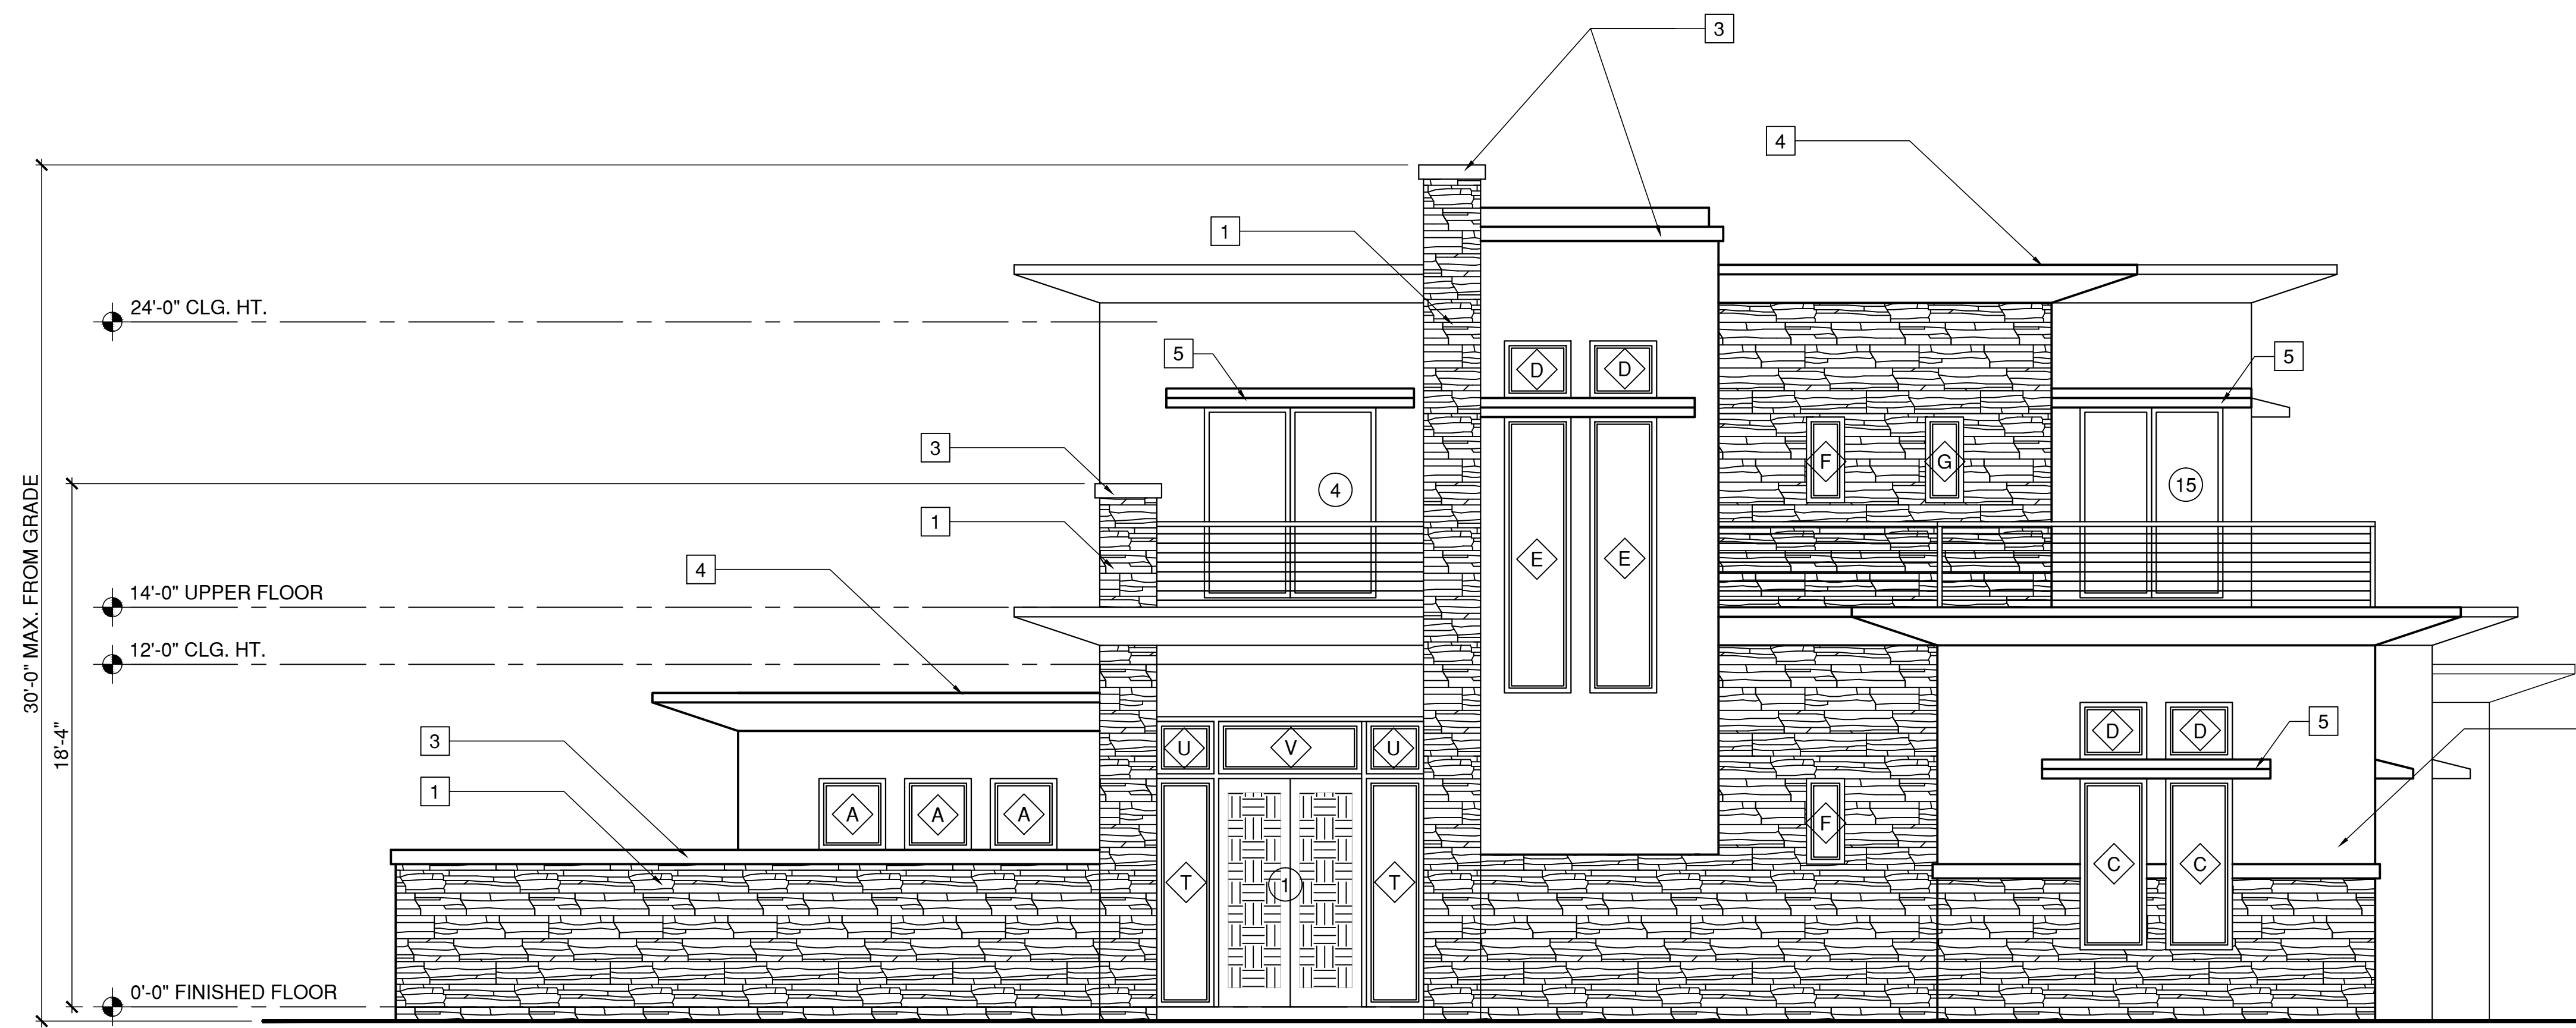 3
4
1
24'-0" CLG. HT.
5
5
D
D
3
F
G
4
15
1
E
E
4
14'-0" UPPER FLOOR
12'-0" CLG. HT.
30'-0" MAX. FROM GRADE
18'-4"
3
U
V
U
D
D
5
1
A
A
A
F
T
1
T
C
C
0'-0" FINISHED FLOOR